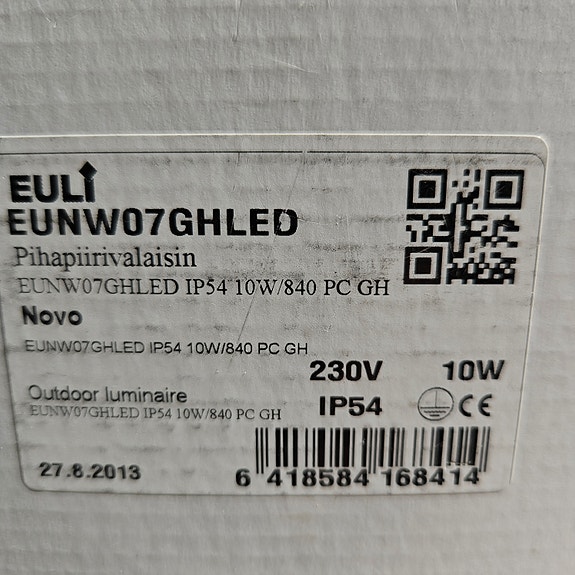 EULI
EUNW07GHLED
Pihapiirivalaisin
EUNW07GHLED IP54 10W/840 PC GH
Novo
EUNW07GHLED IP54 10W/840 PC GH
230V 10W
Outdoor luminaire
EUNW07GHLED IP54 10W/840 PC GH
IP54 CE
27.8.2013
6 418584 168414